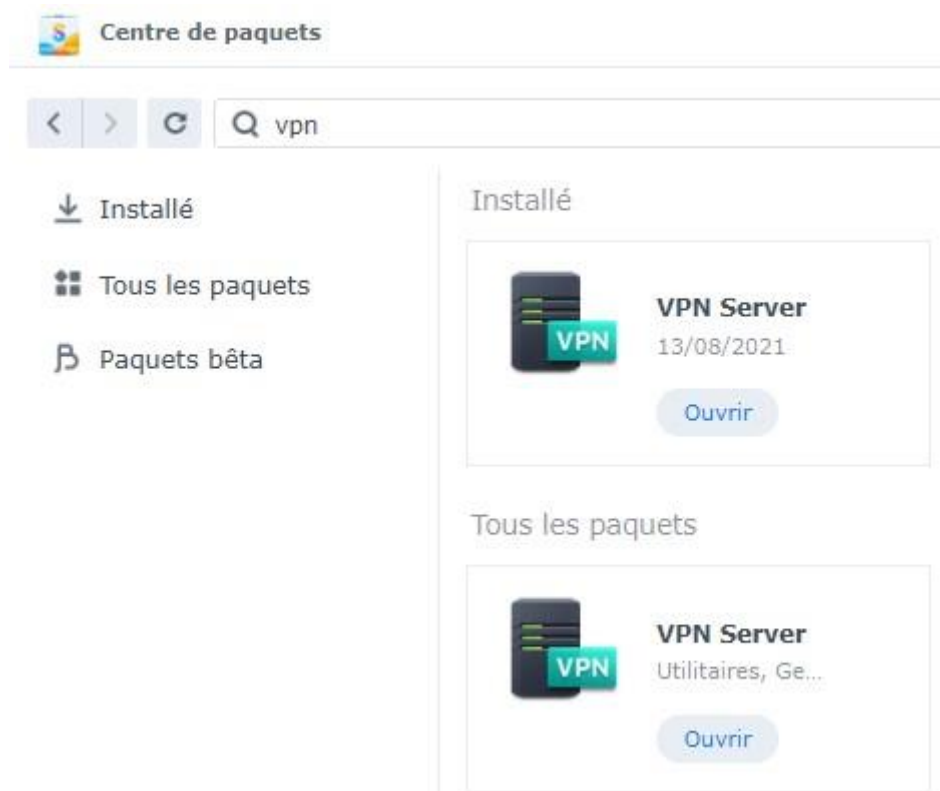 Centre de paquets
vpn
Installé
Tous les paquets
Paquets bêta
Installé
VPN
VPN Server
13/08/2021
Ouvrir
Tous les paquets
VPN
VPN Server
Utilitaires, Ge...
Ouvrir